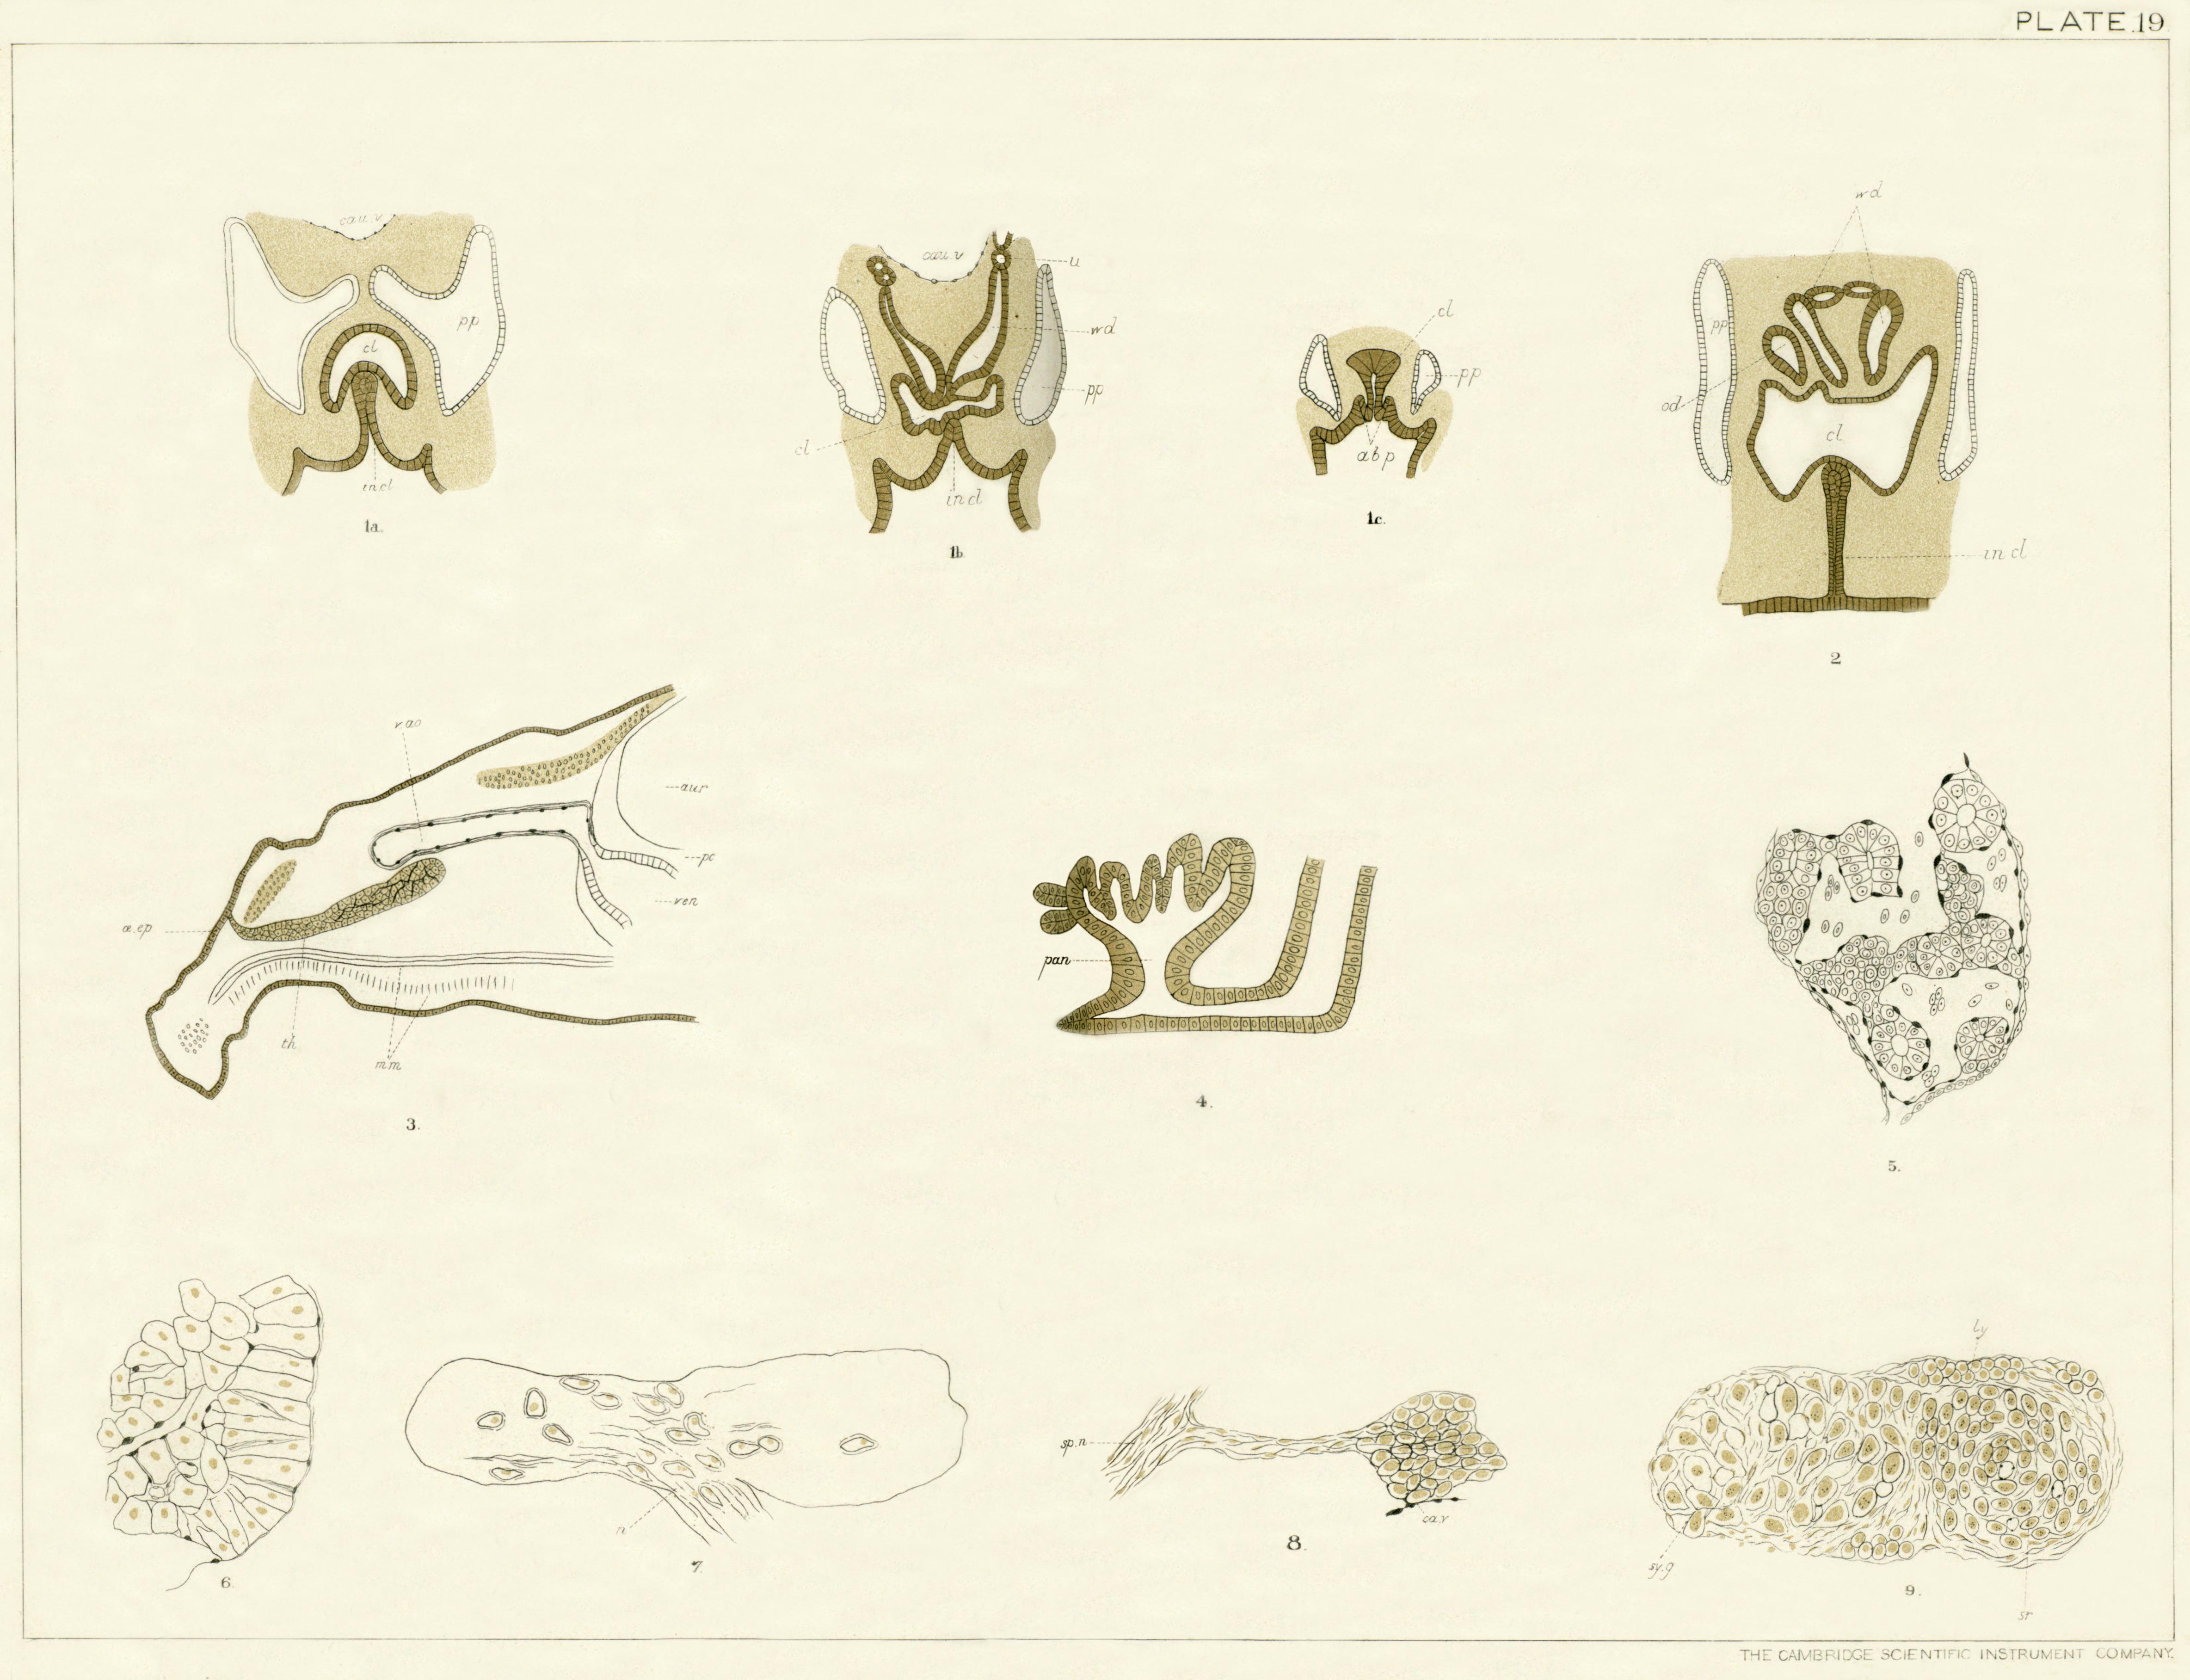 PLATE.19
cau.v
pp
cl
in.cl
1a.
cau.v
u
wd
pp
cl
in cl
1b.
cl
pp
abp
1c.
wd
pp
od
cl
in cl
2
v.ao
aur
pc
ven
æ.ep
th
mm
3.
pan
4.
5.
6.
n
7.
sp.n
ca.v
8.
ly
sy.g
9.
sr
THE CAMBRIDGE SCIENTIFIC INSTRUMENT COMPANY.